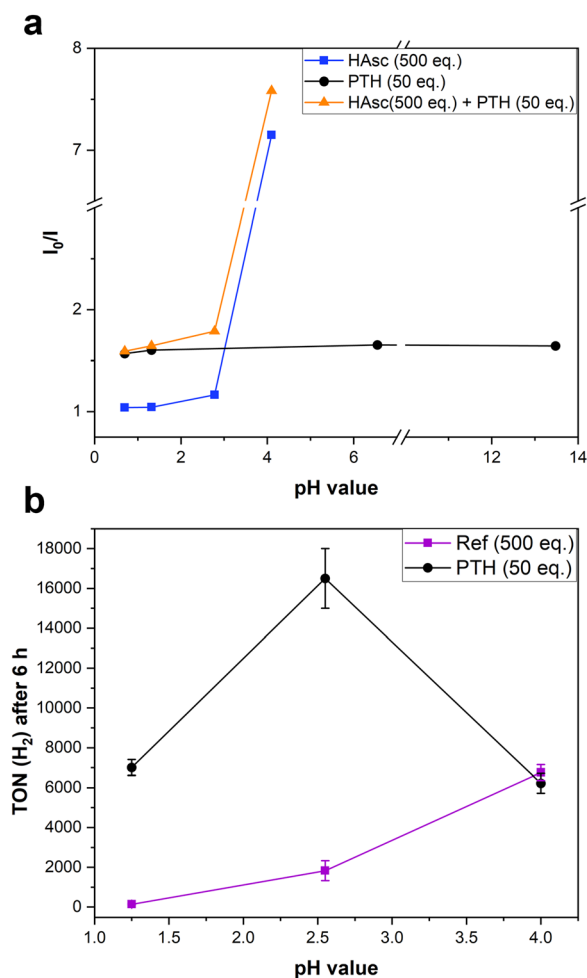 a
8
7
2
1
I₀/I
HAsc (500 eq.)
PTH (50 eq.)
HAsc(500 eq.) + PTH (50 eq.)
0 2 4 6 12 14
pH value
b
18000
16000
14000
12000
10000
8000
6000
4000
2000
0
TON (H₂) after 6 h
Ref (500 eq.)
PTH (50 eq.)
1.0 1.5 2.0 2.5 3.0 3.5 4.0
pH value